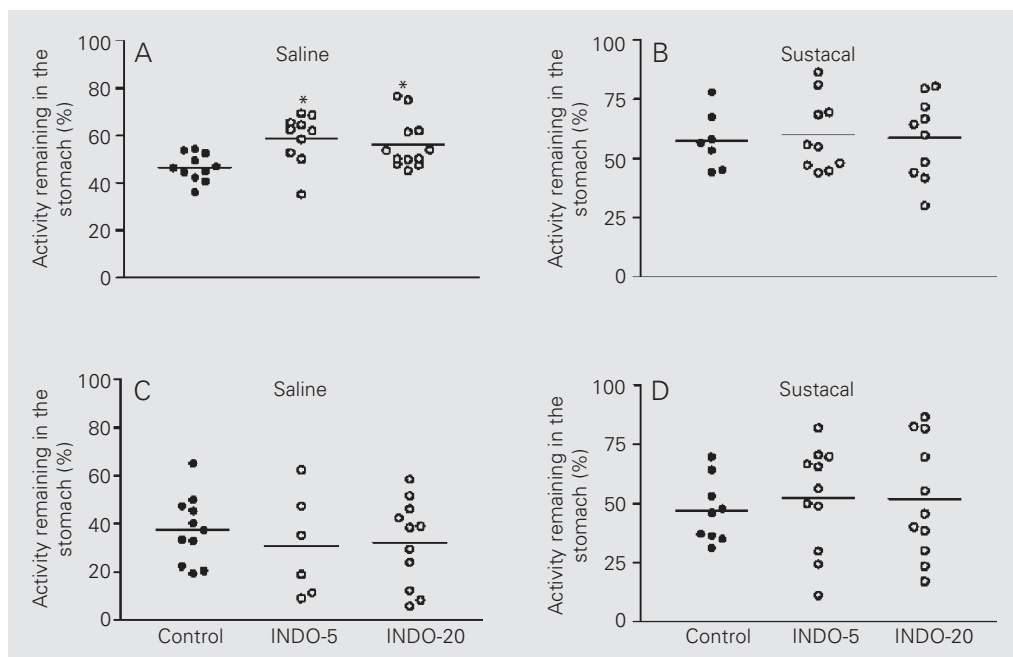 A
Saline
Activity remaining in the
stomach (%)
100
80
60
40
20
0
*
*
B
Sustacal
Activity remaining in the
stomach (%)
100
75
50
25
0
C
Saline
Activity remaining in the
stomach (%)
100
80
60
40
20
0
Control
INDO-5
INDO-20
D
Sustacal
Activity remaining in the
stomach (%)
100
75
50
25
0
Control
INDO-5
INDO-20